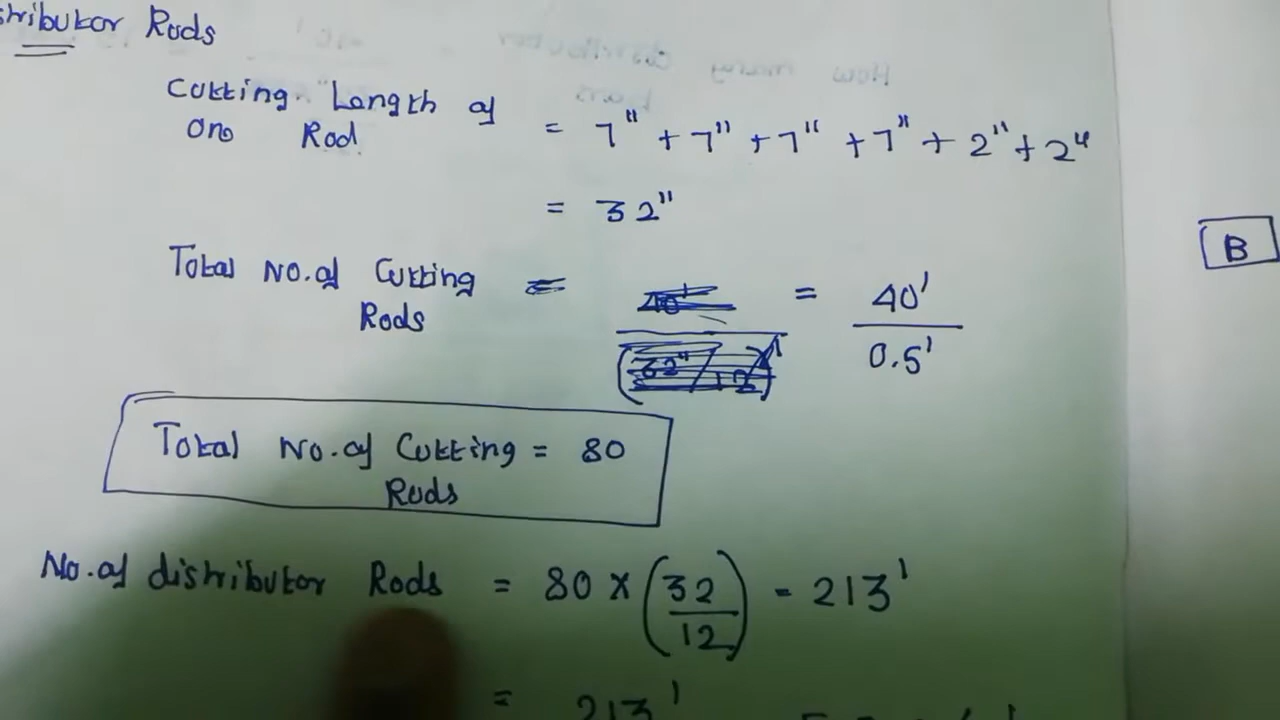 stributor Rods
Cutting Length of = 7" + 7" + 7" + 7" + 2" + 2"
one Rod
= 32"
Total No. of Cutting = = 40' / 0.5'
Rods
B
Total No. of Cutting = 80
Rods
No. of distributor Rods = 80 × (32/12) = 213'
= 213'